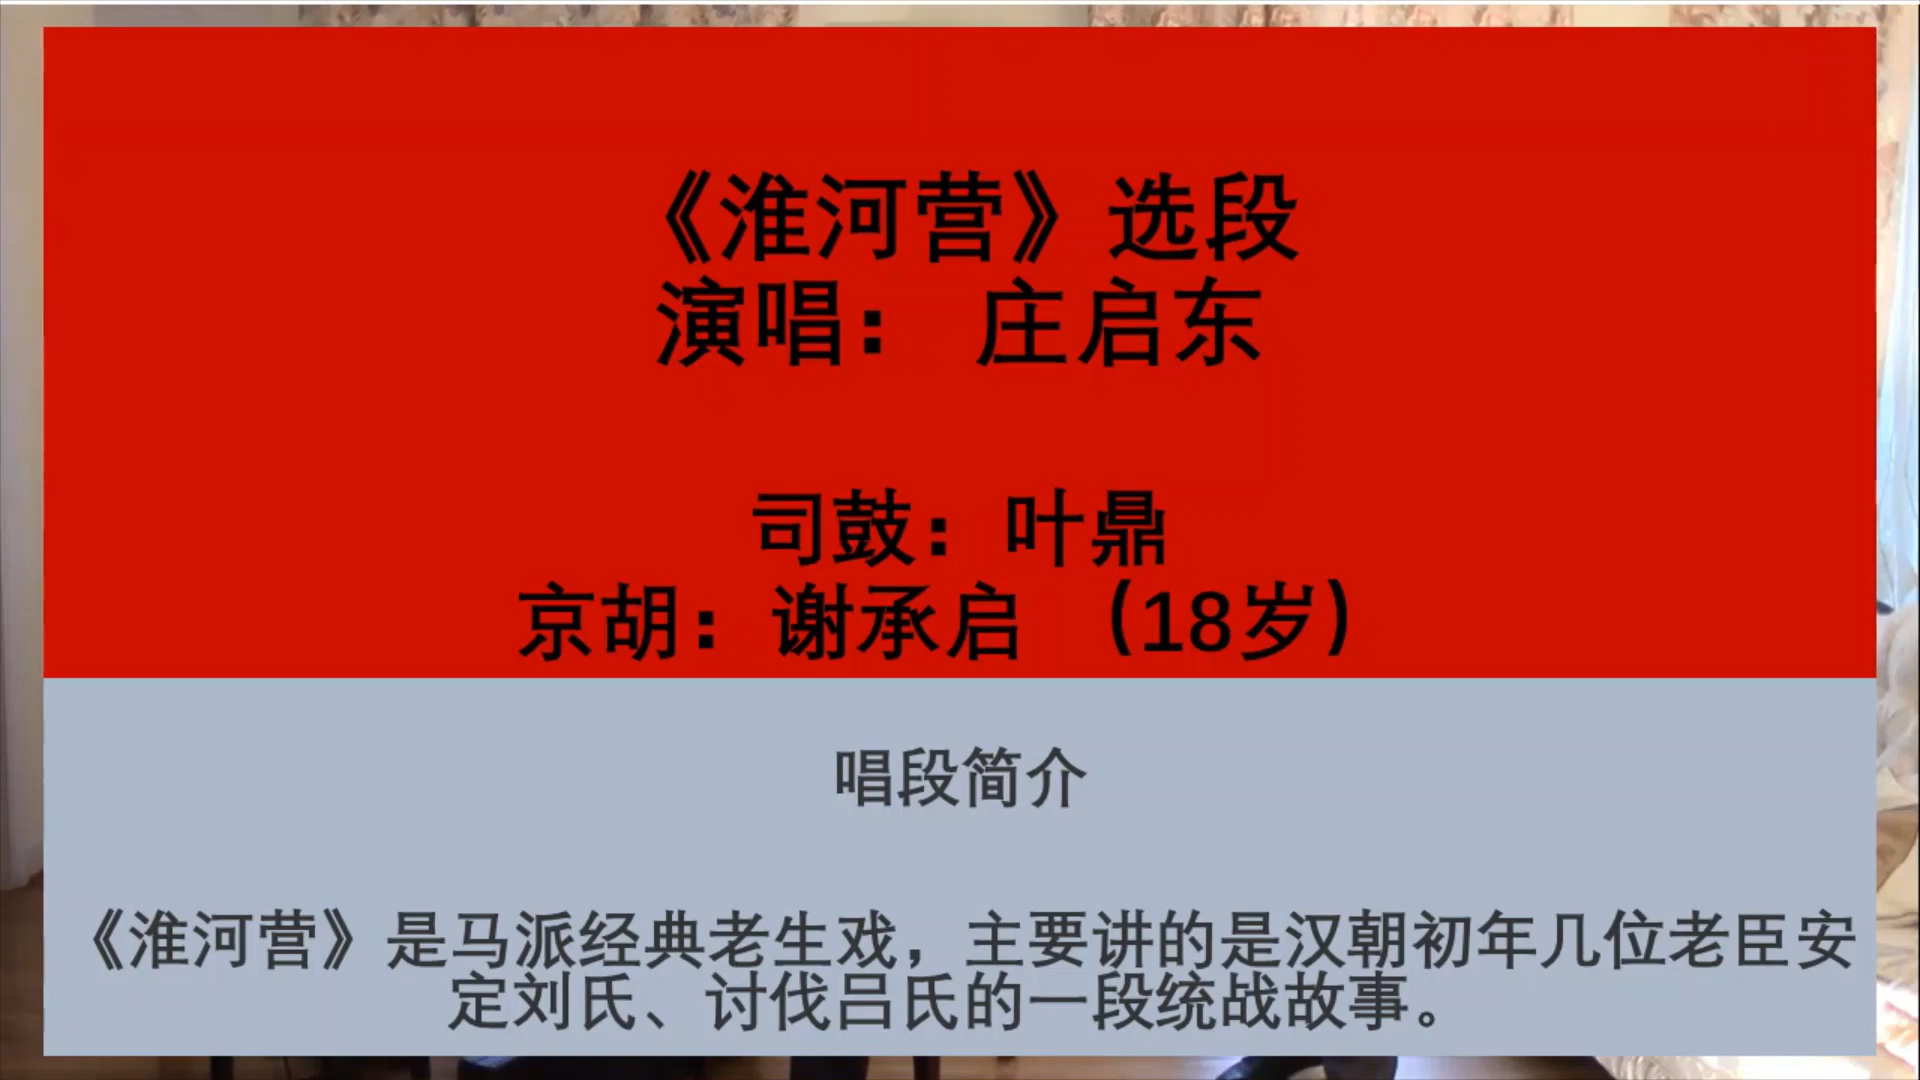 《淮河营》选段
演唱： 庄启东
司鼓：叶鼎
京胡：谢承启 （18岁）
唱段简介
《淮河营》是马派经典老生戏，主要讲的是汉朝初年几位老臣安
定刘氏、讨伐吕氏的一段统战故事。